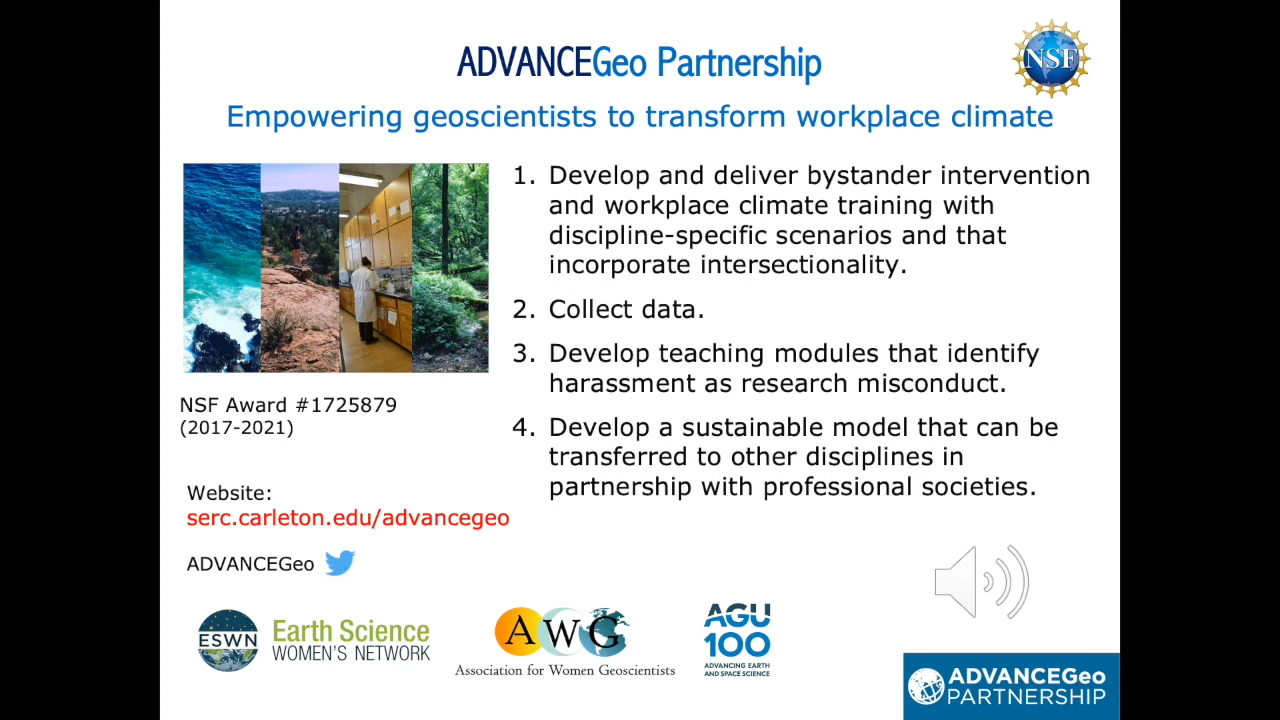 ADVANCEGeo Partnership
NSF
Empowering geoscientists to transform workplace climate
1. Develop and deliver bystander intervention
and workplace climate training with
discipline-specific scenarios and that
incorporate intersectionality.
2. Collect data.
3. Develop teaching modules that identify
harassment as research misconduct.
4. Develop a sustainable model that can be
transferred to other disciplines in
partnership with professional societies.
NSF Award #1725879
(2017-2021)
Website:
serc.carleton.edu/advancegeo
ADVANCEGeo
ESWN
Earth Science
WOMEN'S NETWORK
AWG
Association for Women Geoscientists
AGU
100
ADVANCING EARTH
AND SPACE SCIENCE
ADVANCEGeo
PARTNERSHIP